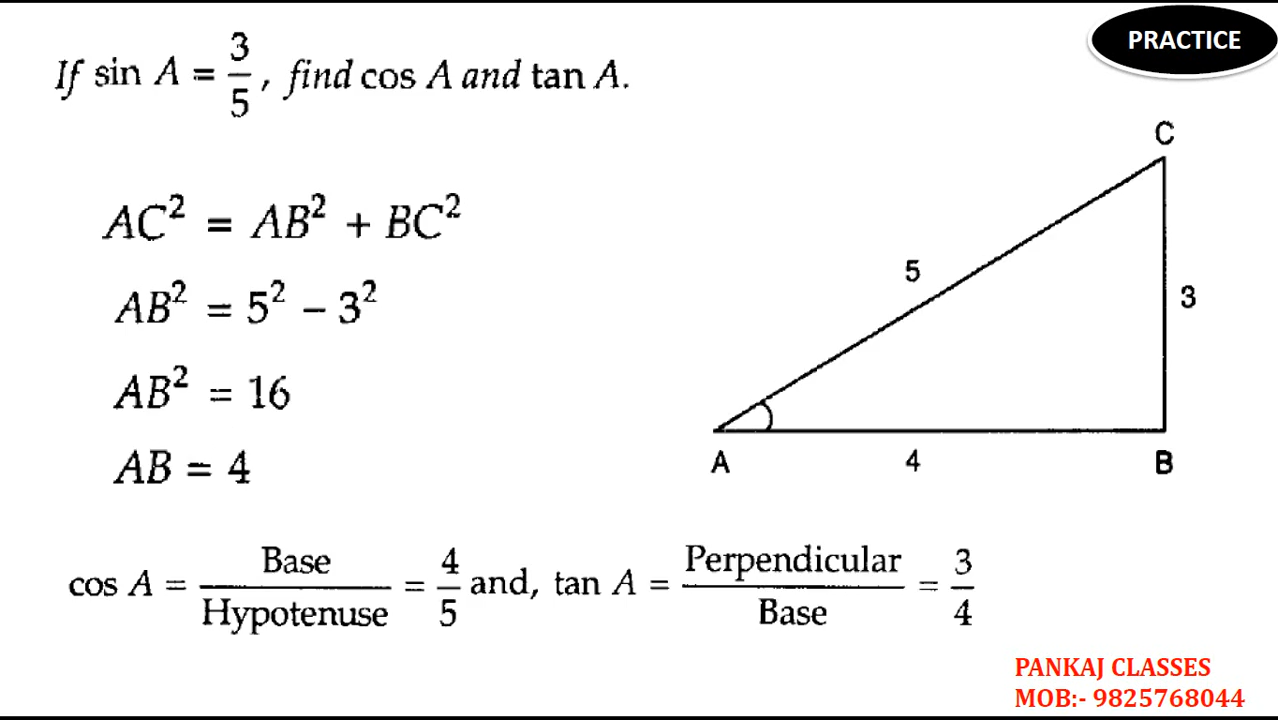 PRACTICE
If sin A = 3/5, find cos A and tan A.
AC² = AB² + BC²
AB² = 5² – 3²
AB² = 16
AB = 4
C
5
3
A
4
B
cos A = Base/Hypotenuse = 4/5 and, tan A = Perpendicular/Base = 3/4
PANKAJ CLASSES
MOB:- 9825768044